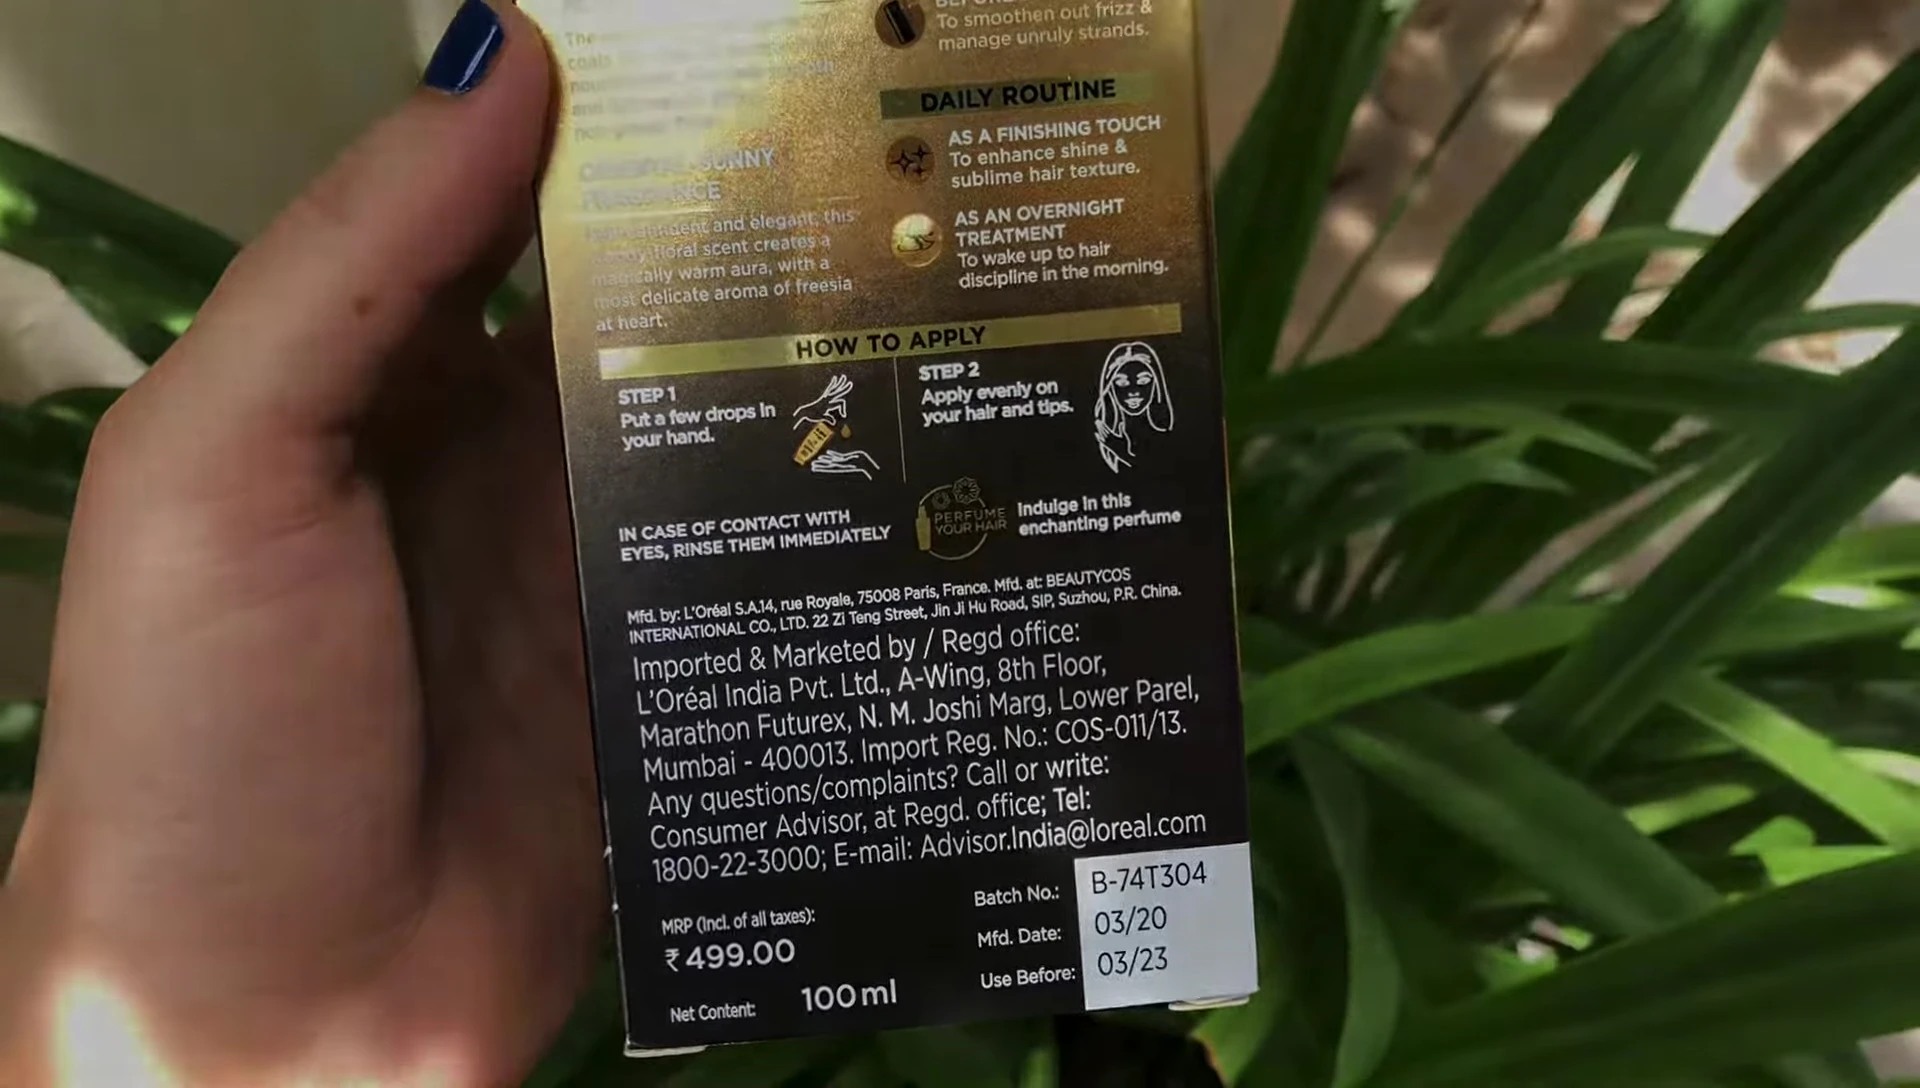 The
coats
and
CAREFUL SUNNY
FRAGRANCE
and elegant, this
floral scent creates a
magically warm aura, with a
most delicate aroma of freesia
at heart.
To smoothen out frizz &
manage unruly strands.
DAILY ROUTINE
AS A FINISHING TOUCH
To enhance shine &
sublime hair texture.
AS AN OVERNIGHT
TREATMENT
To wake up to hair
discipline in the morning.
HOW TO APPLY
STEP 1
Put a few drops in
your hand.
STEP 2
Apply evenly on
your hair and tips.
IN CASE OF CONTACT WITH
EYES, RINSE THEM IMMEDIATELY
PERFUME
YOUR HAIR
Indulge in this
enchanting perfume
Mfd. by: L'Oréal S.A.14, rue Royale, 75008 Paris, France. Mfd. at: BEAUTYCOS
INTERNATIONAL CO., LTD. 22 Zi Teng Street, Jin Ji Hu Road, SIP, Suzhou, P.R. China.
Imported & Marketed by / Regd office:
L'Oréal India Pvt. Ltd., A-Wing, 8th Floor,
Marathon Futurex, N. M. Joshi Marg, Lower Parel,
Mumbai - 400013. Import Reg. No.: COS-011/13.
Any questions/complaints? Call or write:
Consumer Advisor, at Regd. office; Tel:
1800-22-3000; E-mail: Advisor.India@loreal.com
MRP (Incl. of all taxes):
₹499.00
Net Content: 100ml
Batch No.: B-74T304
Mfd. Date: 03/20
Use Before: 03/23